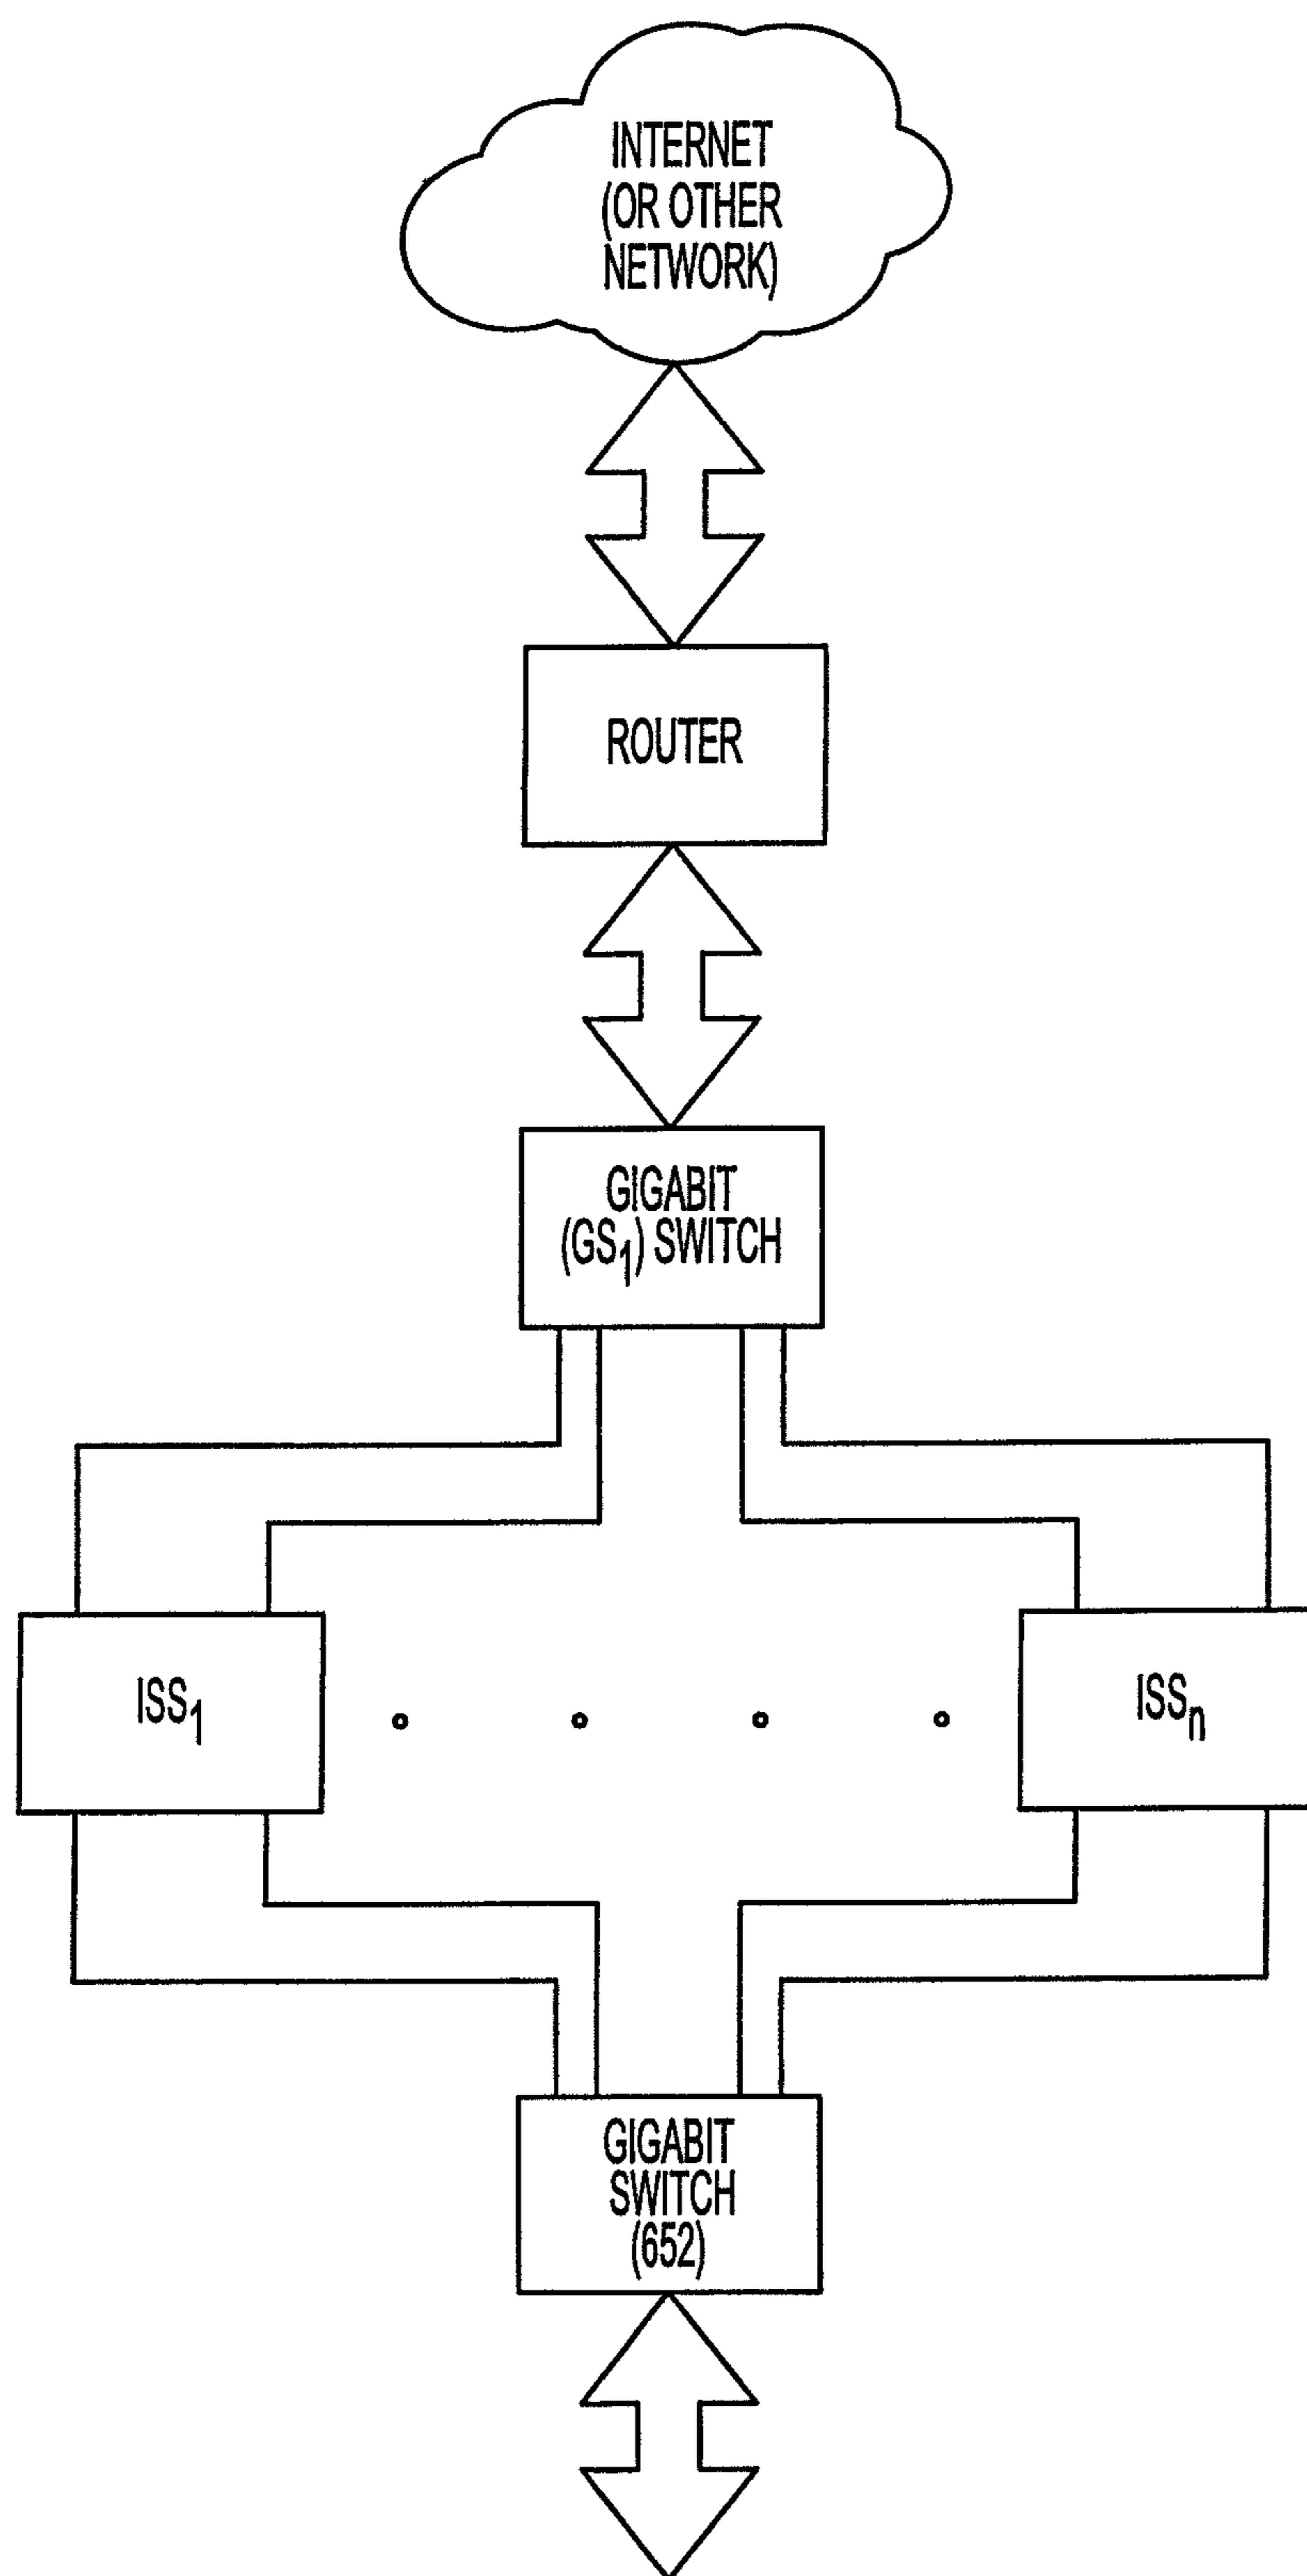 INTERNET
(OR OTHER
NETWORK)
ROUTER
GIGABIT
(GS₁) SWITCH
ISS₁
ISSₙ
GIGABIT
SWITCH
(652)